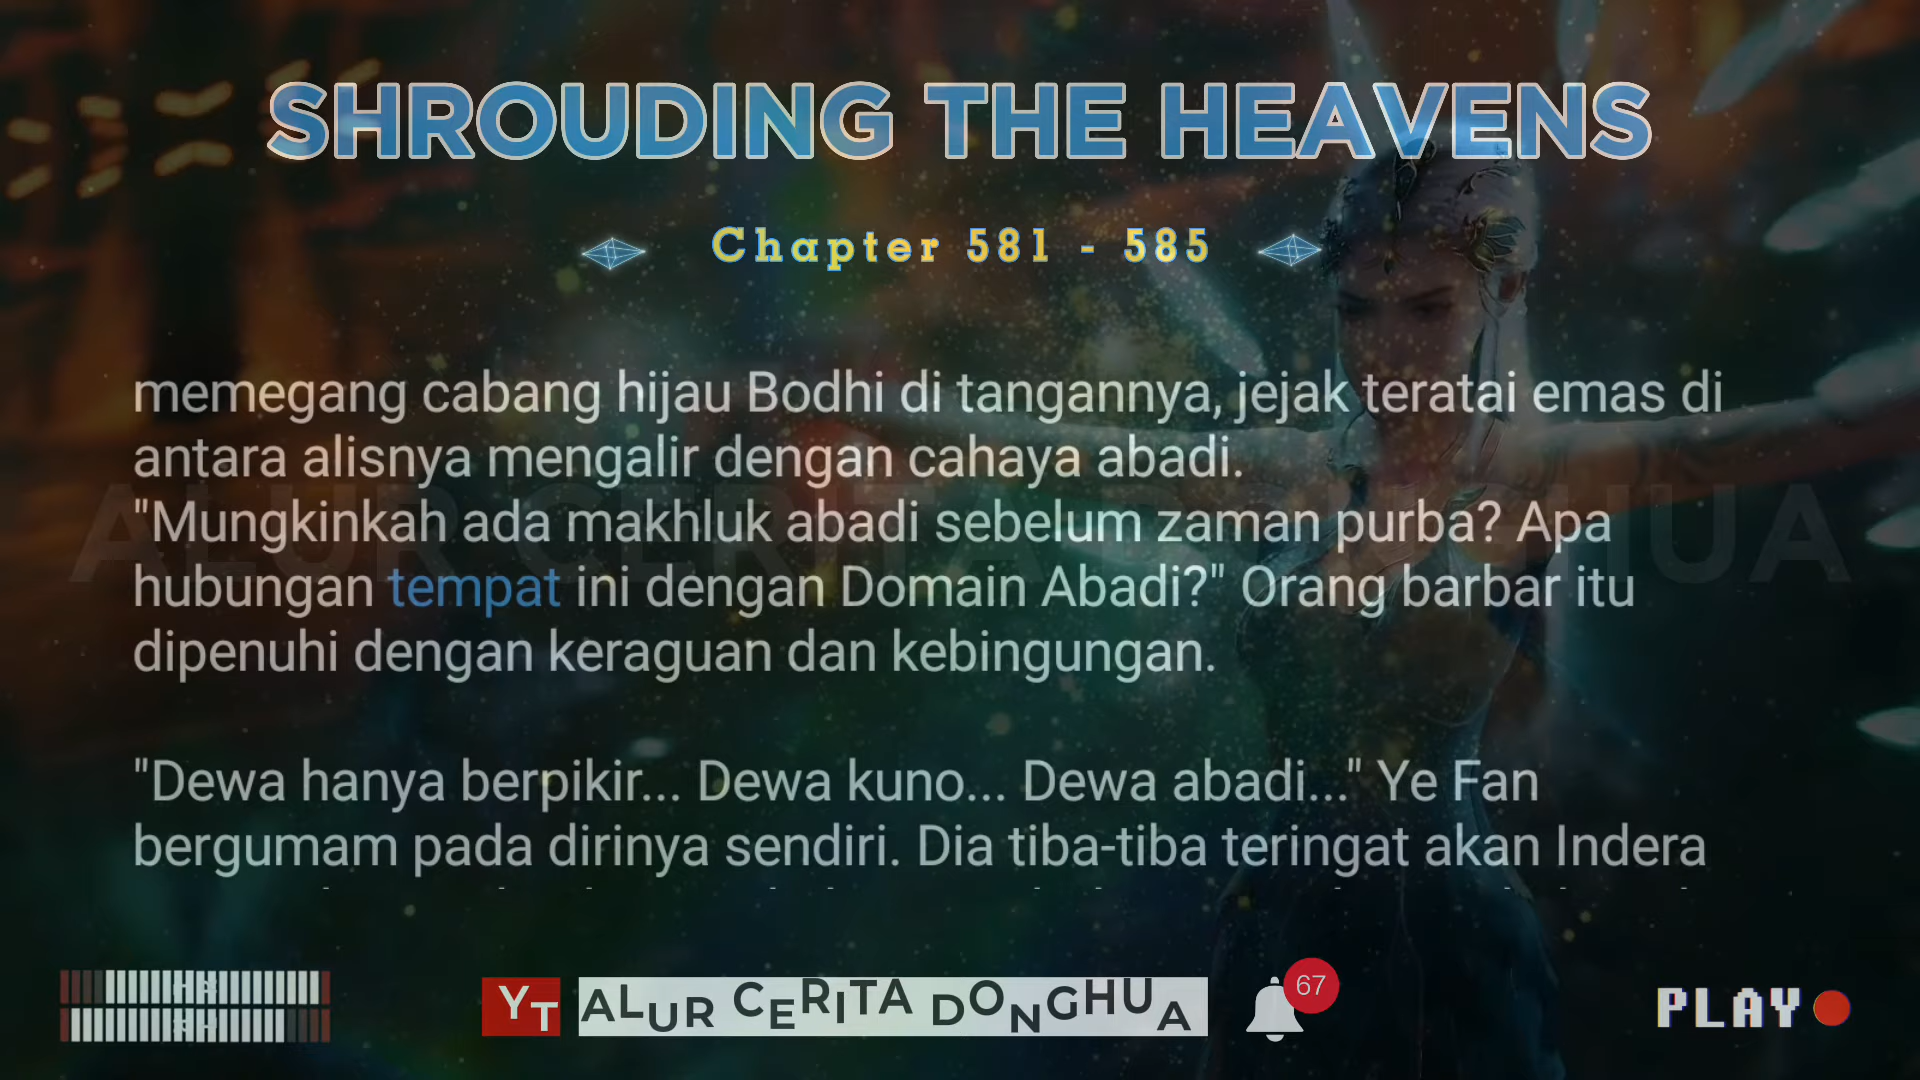 SHROUDING THE HEAVENS
Chapter 581 - 585
memegang cabang hijau Bodhi di tangannya, jejak teratai emas di
antara alisnya mengalir dengan cahaya abadi.
"Mungkinkah ada makhluk abadi sebelum zaman purba? Apa
hubungan tempat ini dengan Domain Abadi?" Orang barbar itu
dipenuhi dengan keraguan dan kebingungan.
"Dewa hanya berpikir... Dewa kuno... Dewa abadi..." Ye Fan
bergumam pada dirinya sendiri. Dia tiba-tiba teringat akan Indera
ALUR CERITA DONGHUA
YT ALUR CERITA DONGHUA
67
PLAY